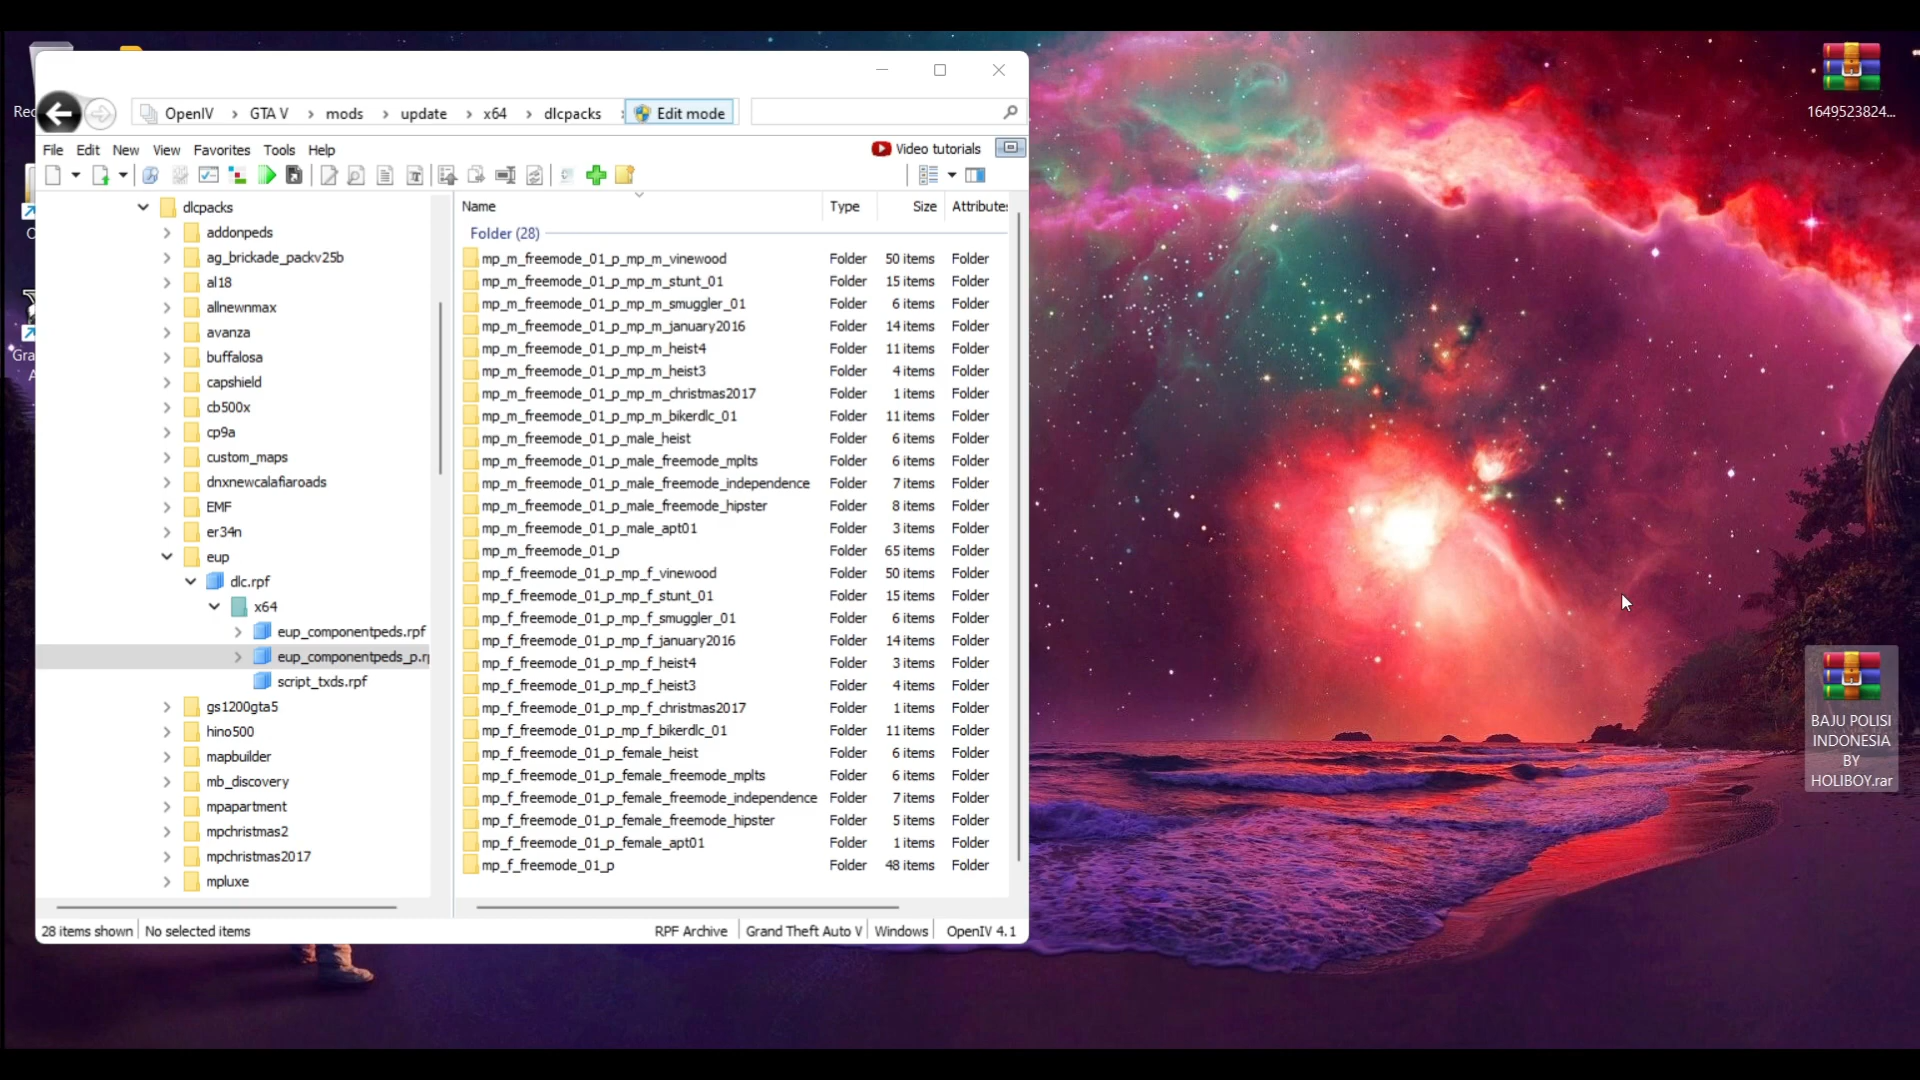 OpenIV > GTA V > mods > update > x64 > dlcpacks > Edit mode
File Edit New View Favorites Tools Help
Video tutorials
dlcpacks
addonpeds
ag_brickade_packv25b
al18
allnewnmax
avanza
buffalosa
capshield
cb500x
cp9a
custom_maps
dnxnewcalafiaroads
EMF
er34n
eup
dlc.rpf
x64
eup_componentpeds.rpf
eup_componentpeds_p.r
script_txds.rpf
gs1200gta5
hino500
mapbuilder
mb_discovery
mpapartment
mpchristmas2
mpchristmas2017
mpluxe
Name Type Size Attributes
Folder (28)
mp_m_freemode_01_p_mp_m_vinewood Folder 50 items Folder
mp_m_freemode_01_p_mp_m_stunt_01 Folder 15 items Folder
mp_m_freemode_01_p_mp_m_smuggler_01 Folder 6 items Folder
mp_m_freemode_01_p_mp_m_january2016 Folder 14 items Folder
mp_m_freemode_01_p_mp_m_heist4 Folder 11 items Folder
mp_m_freemode_01_p_mp_m_heist3 Folder 4 items Folder
mp_m_freemode_01_p_mp_m_christmas2017 Folder 1 items Folder
mp_m_freemode_01_p_mp_m_bikerdlc_01 Folder 11 items Folder
mp_m_freemode_01_p_male_heist Folder 6 items Folder
mp_m_freemode_01_p_male_freemode_mplts Folder 6 items Folder
mp_m_freemode_01_p_male_freemode_independence Folder 7 items Folder
mp_m_freemode_01_p_male_freemode_hipster Folder 8 items Folder
mp_m_freemode_01_p_male_apt01 Folder 3 items Folder
mp_m_freemode_01_p Folder 65 items Folder
mp_f_freemode_01_p_mp_f_vinewood Folder 50 items Folder
mp_f_freemode_01_p_mp_f_stunt_01 Folder 15 items Folder
mp_f_freemode_01_p_mp_f_smuggler_01 Folder 6 items Folder
mp_f_freemode_01_p_mp_f_january2016 Folder 14 items Folder
mp_f_freemode_01_p_mp_f_heist4 Folder 3 items Folder
mp_f_freemode_01_p_mp_f_heist3 Folder 4 items Folder
mp_f_freemode_01_p_mp_f_christmas2017 Folder 1 items Folder
mp_f_freemode_01_p_mp_f_bikerdlc_01 Folder 11 items Folder
mp_f_freemode_01_p_female_heist Folder 6 items Folder
mp_f_freemode_01_p_female_freemode_mplts Folder 6 items Folder
mp_f_freemode_01_p_female_freemode_independence Folder 7 items Folder
mp_f_freemode_01_p_female_freemode_hipster Folder 5 items Folder
mp_f_freemode_01_p_female_apt01 Folder 1 items Folder
mp_f_freemode_01_p Folder 48 items Folder
28 items shown No selected items RPF Archive Grand Theft Auto V Windows OpenIV 4.1
Rec
Gra
1649523824...
BAJU POLISI
INDONESIA
BY
HOLIBOY.rar